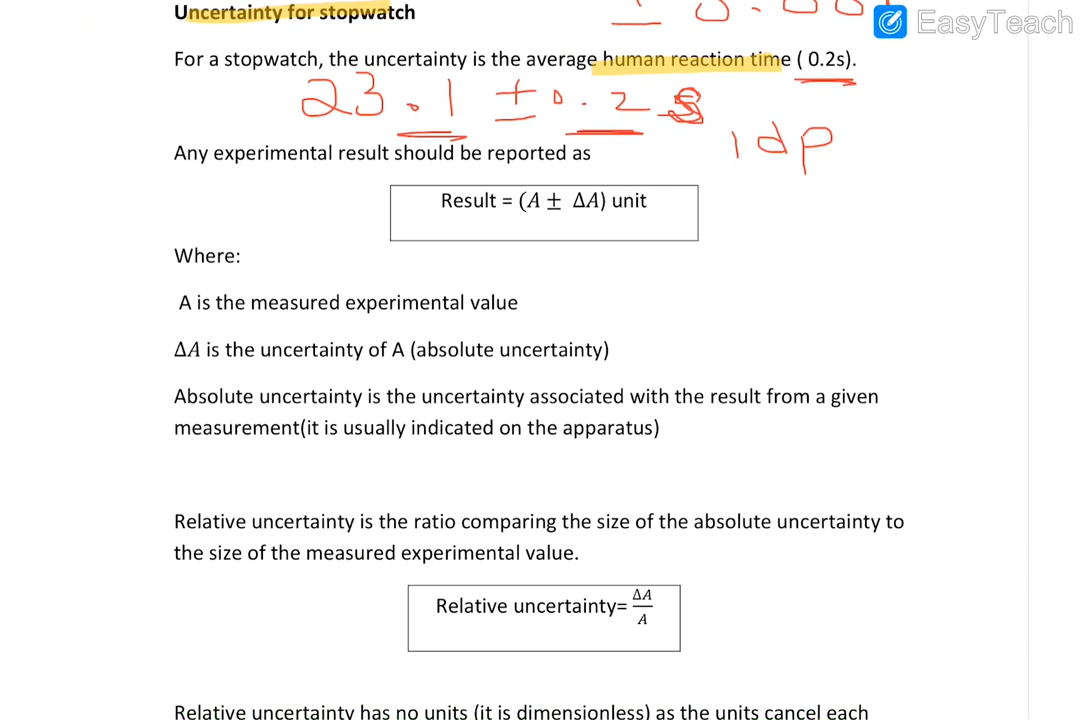 Uncertainty for stopwatch
EasyTeach
For a stopwatch, the uncertainty is the average human reaction time ( 0.2s).
23.1 ± 0.2 s
1dp
Any experimental result should be reported as
Result = (A ± ΔA) unit
Where:
A is the measured experimental value
ΔA is the uncertainty of A (absolute uncertainty)
Absolute uncertainty is the uncertainty associated with the result from a given
measurement(it is usually indicated on the apparatus)
Relative uncertainty is the ratio comparing the size of the absolute uncertainty to
the size of the measured experimental value.
Relative uncertainty= ΔA/A
Relative uncertainty has no units (it is dimensionless) as the units cancel each